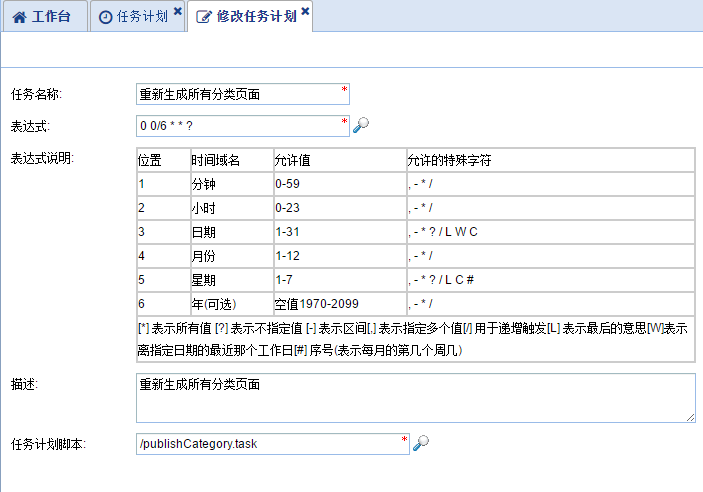 工作台 任务计划 修改任务计划
任务名称: 重新生成所有分类页面 *
表达式: 0 0/6 * * ? *
表达式说明:
位置 时间域名 允许值 允许的特殊字符
1 分钟 0-59 , - * /
2 小时 0-23 , - * /
3 日期 1-31 , - * ? / L W C
4 月份 1-12 , - * /
5 星期 1-7 , - * ? / L C #
6 年(可选) 空值1970-2099 , - * /
[*] 表示所有值 [?] 表示不指定值 [-] 表示区间[,] 表示指定多个值[/] 用于递增触发[L] 表示最后的意思[W]表示
离指定日期的最近那个工作日[#] 序号(表示每月的第几个周几)
描述: 重新生成所有分类页面
任务计划脚本: /publishCategory.task *